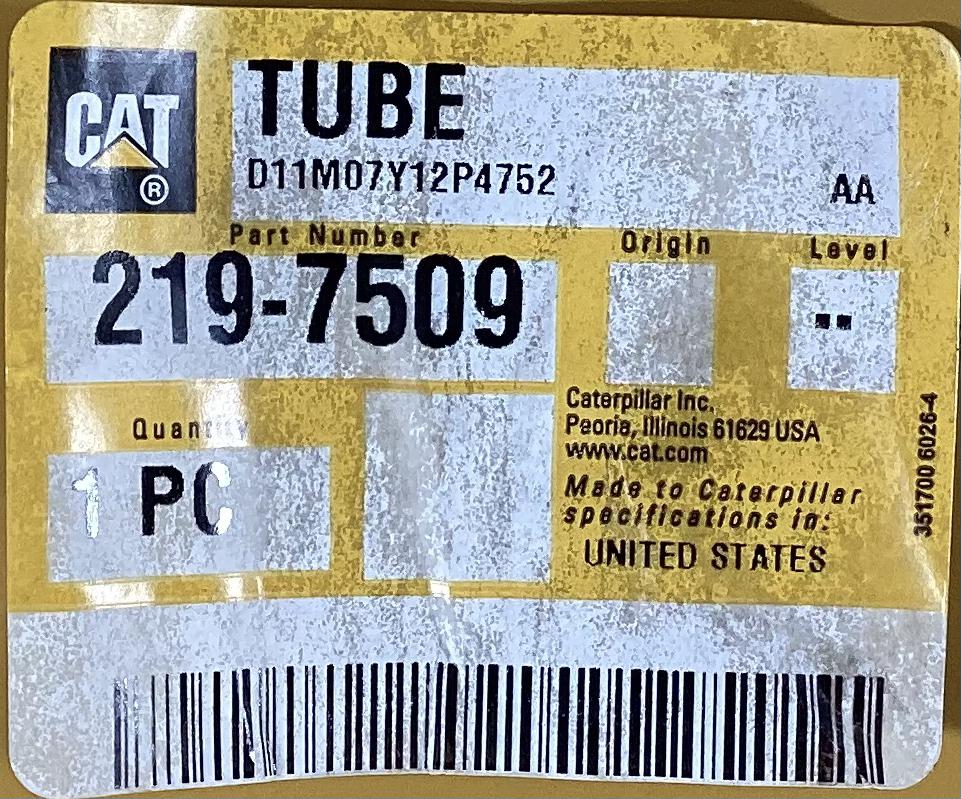 CAT
®
TUBE
D11M07Y12P4752
AA
Part Number
Origin
Level
219-7509
--
Quantity
1 PC
Caterpillar Inc.
Peoria, Illinois 61629 USA
www.cat.com
Made to Caterpillar
specifications in:
UNITED STATES
351700 6026-4